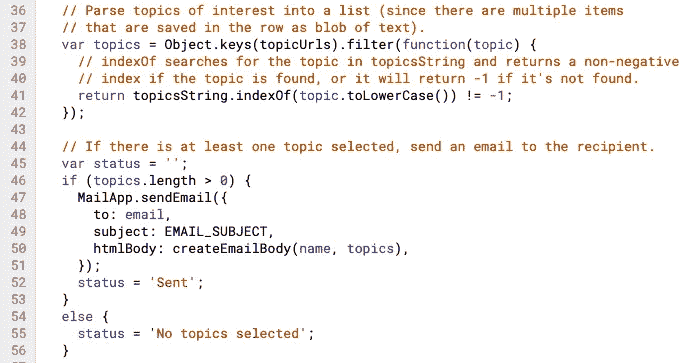 36 // Parse topics of interest into a list (since there are multiple items
37 // that are saved in the row as blob of text).
38 var topics = Object.keys(topicUrls).filter(function(topic) {
39 // indexOf searches for the topic in topicsString and returns a non-negative
40 // index if the topic is found, or it will return -1 if it's not found.
41 return topicsString.indexOf(topic.toLowerCase()) != -1;
42 });
43
44 // If there is at least one topic selected, send an email to the recipient.
45 var status = '';
46 if (topics.length > 0) {
47 MailApp.sendEmail({
48 to: email,
49 subject: EMAIL_SUBJECT,
50 htmlBody: createEmailBody(name, topics),
51 });
52 status = 'Sent';
53 }
54 else {
55 status = 'No topics selected';
56 }